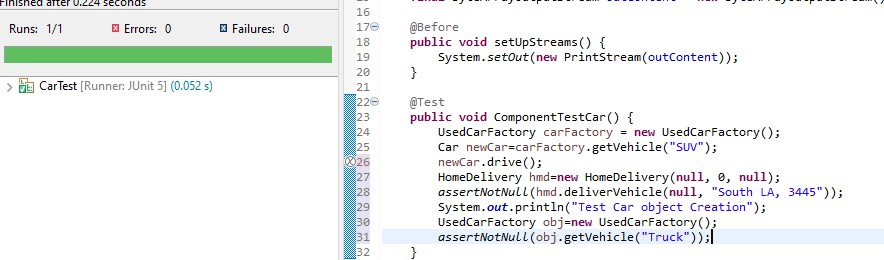 Finished after 0.224 seconds
Runs: 1/1 Errors: 0 Failures: 0
CarTest [Runner: JUnit 5] (0.052 s)
16
17 @Before
18 public void setUpStreams() {
19 System.setOut(new PrintStream(outContent));
20 }
21
22 @Test
23 public void ComponentTestCar() {
24 UsedCarFactory carFactory = new UsedCarFactory();
25 Car newCar=carFactory.getVehicle("SUV");
26 newCar.drive();
27 HomeDelivery hmd=new HomeDelivery(null, 0, null);
28 assertNotNull(hmd.deliverVehicle(null, "South LA, 3445"));
29 System.out.println("Test Car object Creation");
30 UsedCarFactory obj=new UsedCarFactory();
31 assertNotNull(obj.getVehicle("Truck"));
32 }